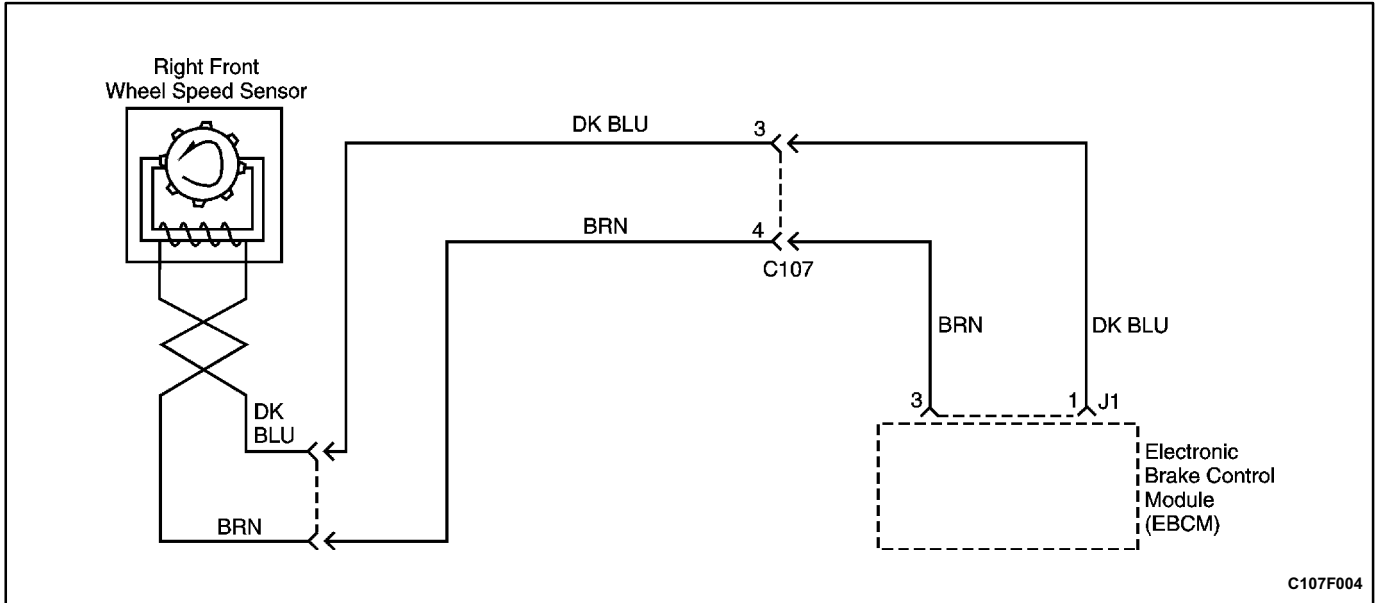 Right Front
Wheel Speed Sensor
DK BLU
3
BRN
4
C107
BRN
DK BLU
3
1
J1
DK
BLU
BRN
Electronic
Brake Control
Module
(EBCM)
C107F004